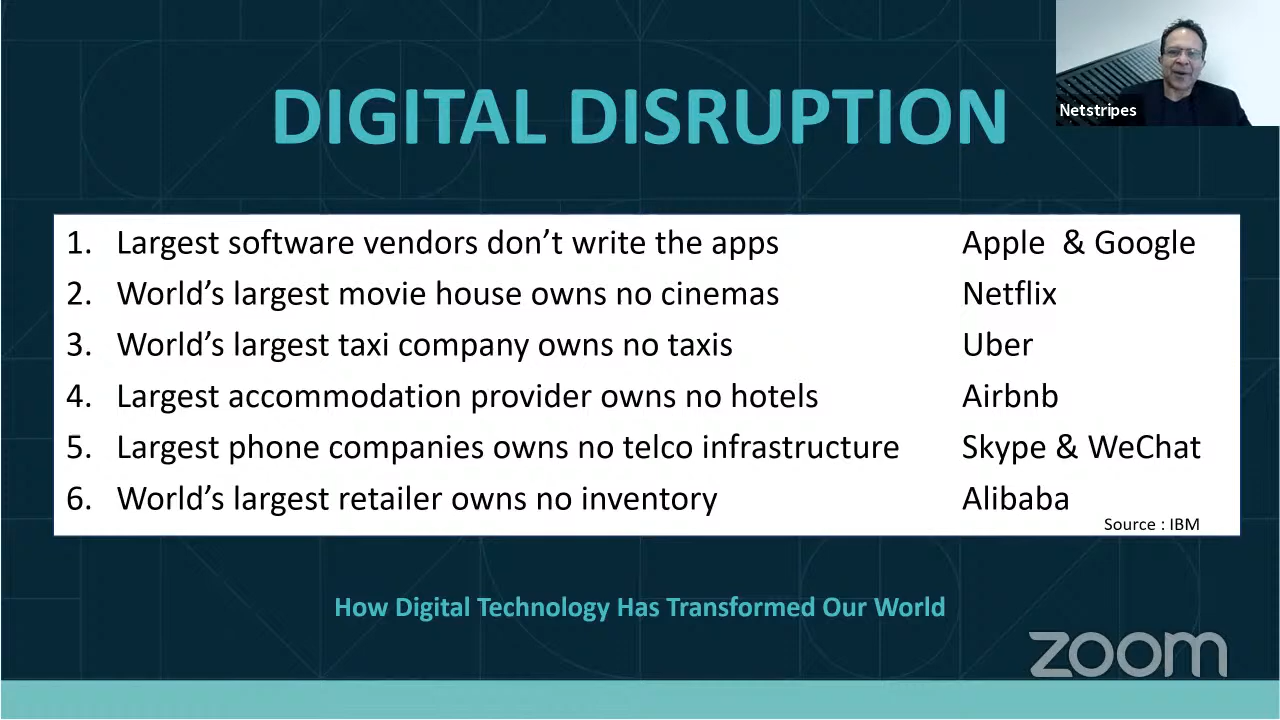 DIGITAL DISRUPTION
Netstripes
1. Largest software vendors don’t write the apps Apple & Google
2. World’s largest movie house owns no cinemas Netflix
3. World’s largest taxi company owns no taxis Uber
4. Largest accommodation provider owns no hotels Airbnb
5. Largest phone companies owns no telco infrastructure Skype & WeChat
6. World’s largest retailer owns no inventory Alibaba
Source : IBM
How Digital Technology Has Transformed Our World
zoom